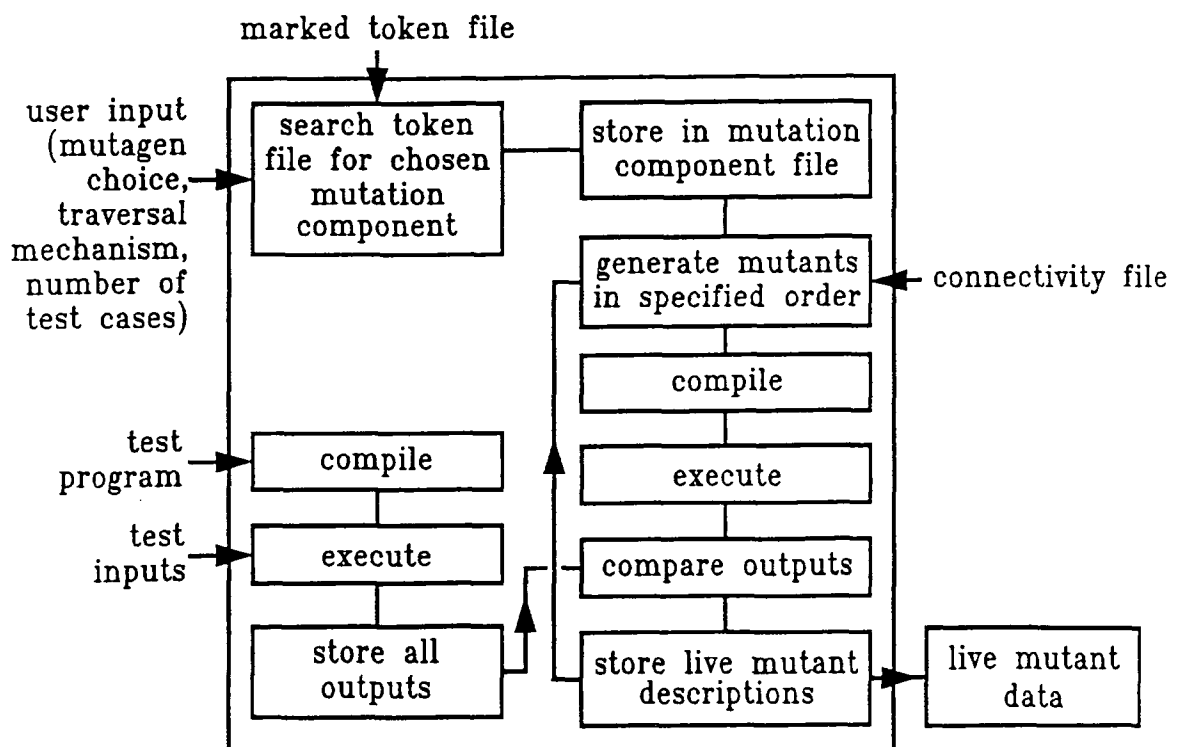 marked token file
user input
(mutagen
choice,
traversal
mechanism,
number of
test cases)
search token
file for chosen
mutation
component
store in mutation
component file
generate mutants
in specified order
connectivity file
compile
execute
test
program
compile
test
inputs
execute
compare outputs
store all
outputs
store live mutant
descriptions
live mutant
data